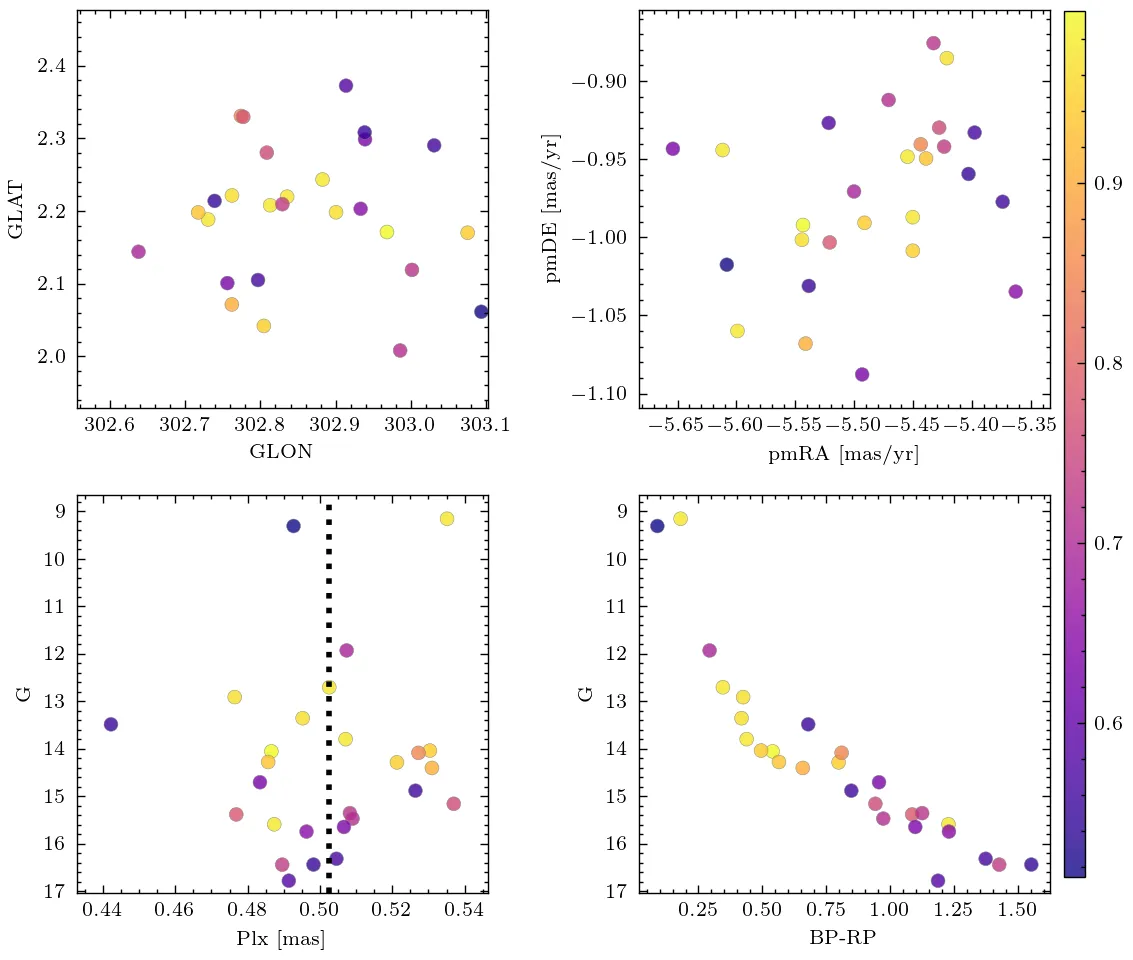 2.4
2.3
2.2
2.1
2.0
GLAT
302.6 302.7 302.8 302.9 303.0 303.1
GLON
−0.90
−0.95
−1.00
−1.05
−1.10
pmDE [mas/yr]
−5.65 −5.60 −5.55 −5.50 −5.45 −5.40 −5.35
pmRA [mas/yr]
9
10
11
12
13
14
15
16
17
G
0.44 0.46 0.48 0.50 0.52 0.54
Plx [mas]
9
10
11
12
13
14
15
16
17
G
0.25 0.50 0.75 1.00 1.25 1.50
BP-RP
0.9
0.8
0.7
0.6